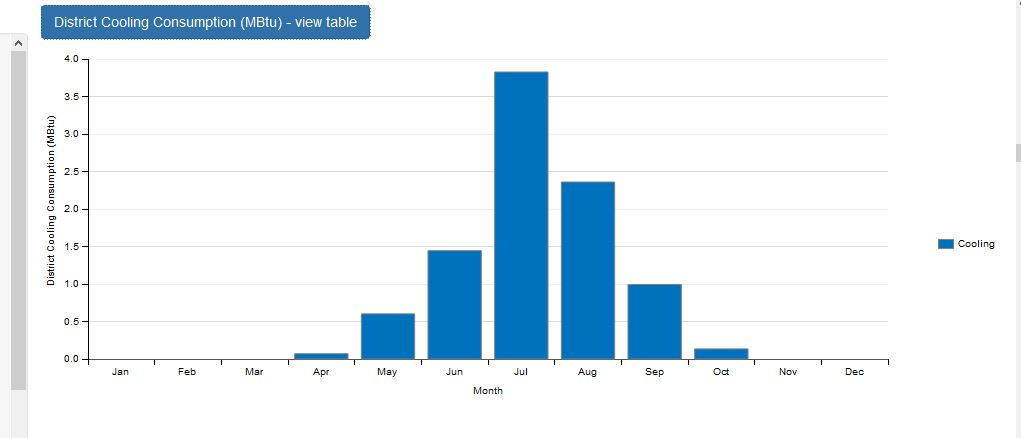 District Cooling Consumption (MBtu) - view table
4.0
3.5
3.0
2.5
2.0
1.5
1.0
0.5
0.0
District Cooling Consumption (MBtu)
Jan Feb Mar Apr May Jun Jul Aug Sep Oct Nov Dec
Month
Cooling